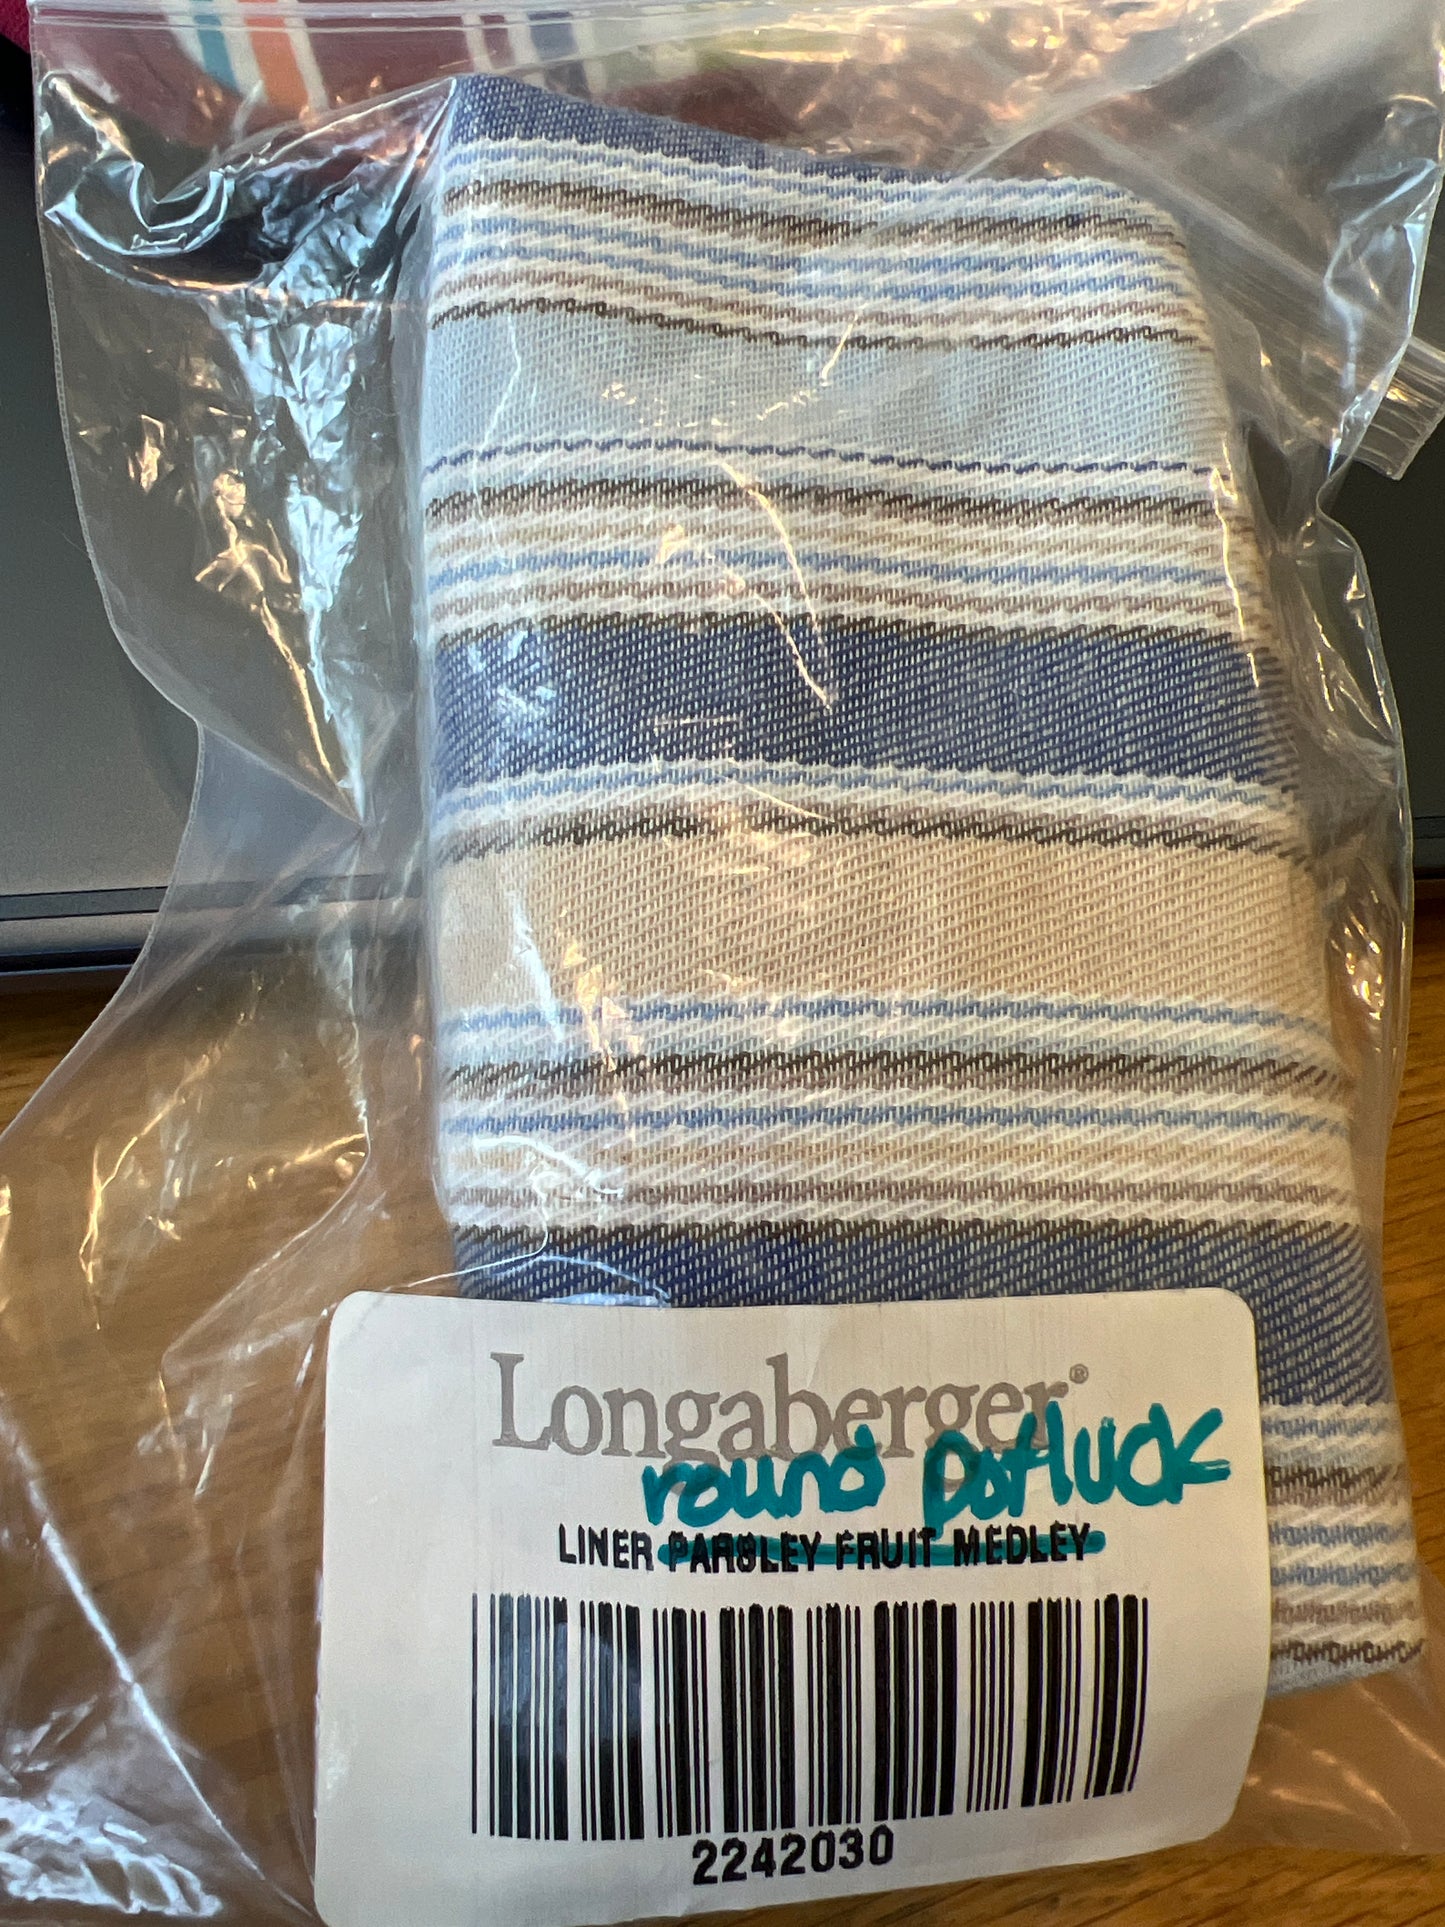 Longaberger®
round potluck
LINER PARSLEY FRUIT MEDLEY
2242030